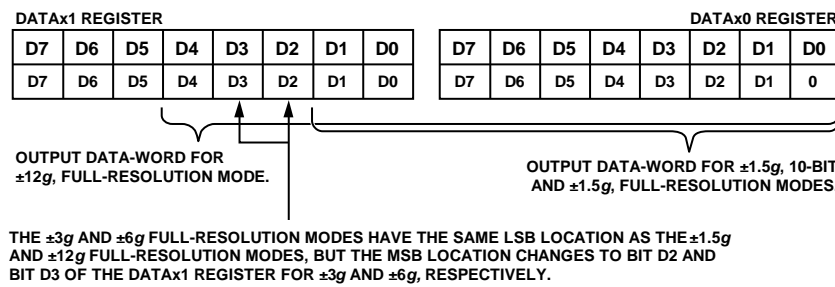 DATAx1 REGISTER
DATAx0 REGISTER
D7 D6 D5 D4 D3 D2 D1 D0 D7 D6 D5 D4 D3 D2 D1 D0
D7 D6 D5 D4 D3 D2 D1 D0 D7 D6 D5 D4 D3 D2 D1 0
OUTPUT DATA-WORD FOR
±12g, FULL-RESOLUTION MODE.
OUTPUT DATA-WORD FOR ±1.5g, 10-BIT
AND ±1.5g, FULL-RESOLUTION MODES
THE ±3g AND ±6g FULL-RESOLUTION MODES HAVE THE SAME LSB LOCATION AS THE ±1.5g
AND ±12g FULL-RESOLUTION MODES, BUT THE MSB LOCATION CHANGES TO BIT D2 AND
BIT D3 OF THE DATAx1 REGISTER FOR ±3g AND ±6g, RESPECTIVELY.